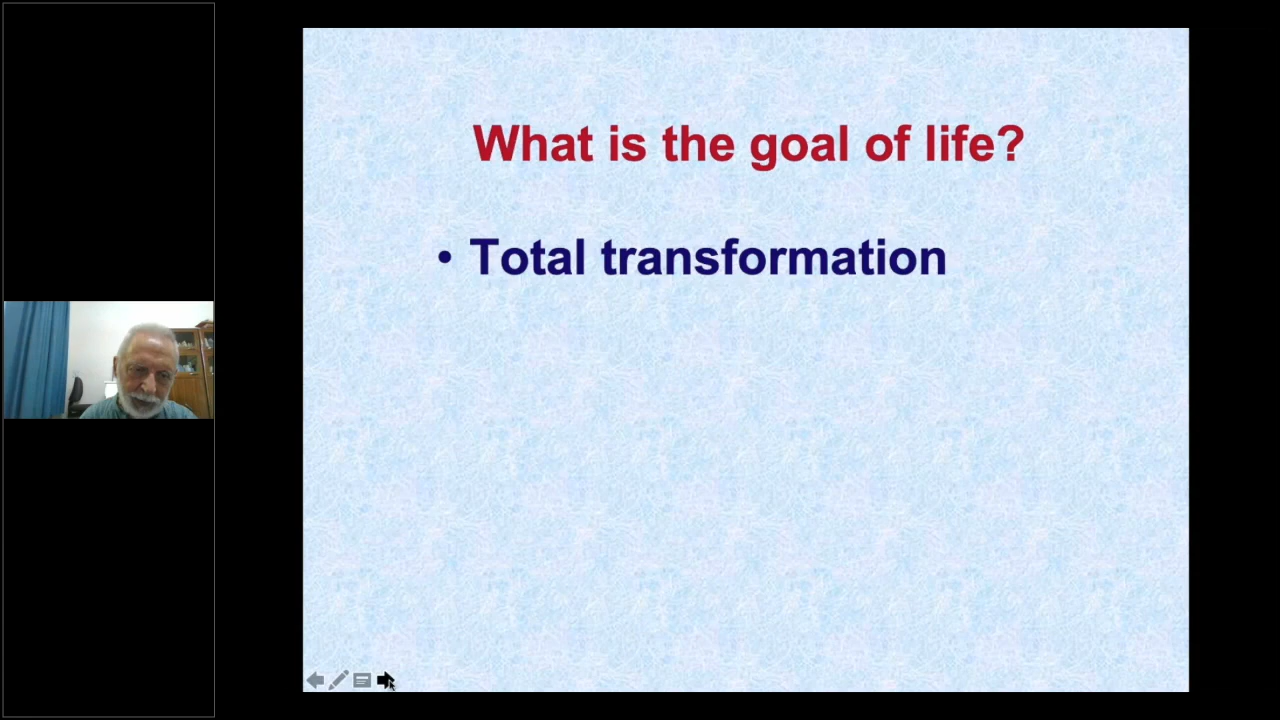 What is the goal of life?
• Total transformation